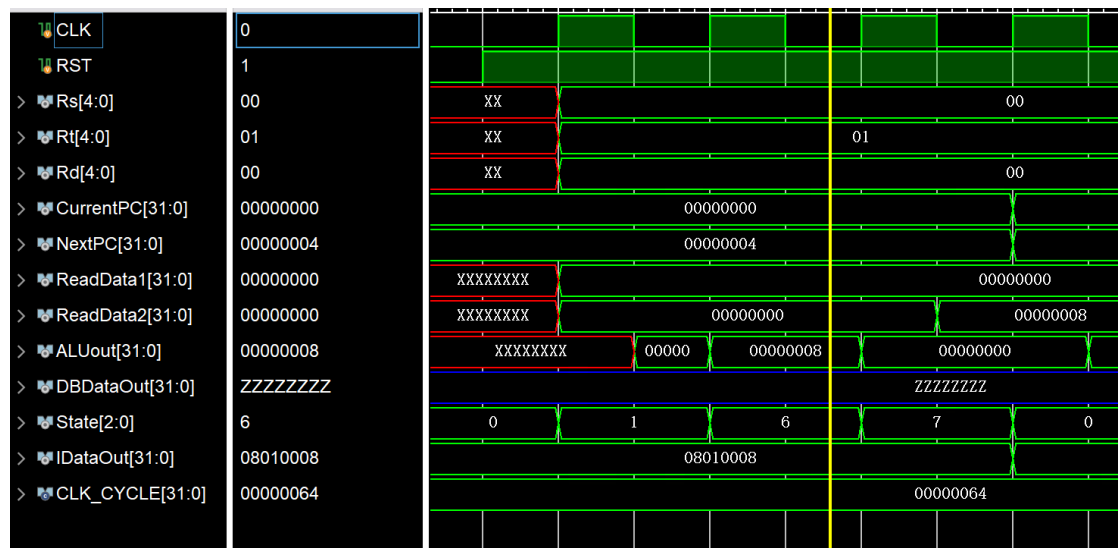 CLK 0
RST 1
Rs[4:0] 00 XX 00
Rt[4:0] 01 XX 01
Rd[4:0] 00 XX 00
CurrentPC[31:0] 00000000 00000000
NextPC[31:0] 00000004 00000004
ReadData1[31:0] 00000000 XXXXXXXX 00000000
ReadData2[31:0] 00000000 XXXXXXXX 00000000 00000008
ALUout[31:0] 00000008 XXXXXXXX 00000 00000008 00000000
DBDataOut[31:0] ZZZZZZZZ ZZZZZZZZ
State[2:0] 6 0 1 6 7 0
IDataOut[31:0] 08010008 08010008
CLK_CYCLE[31:0] 00000064 00000064